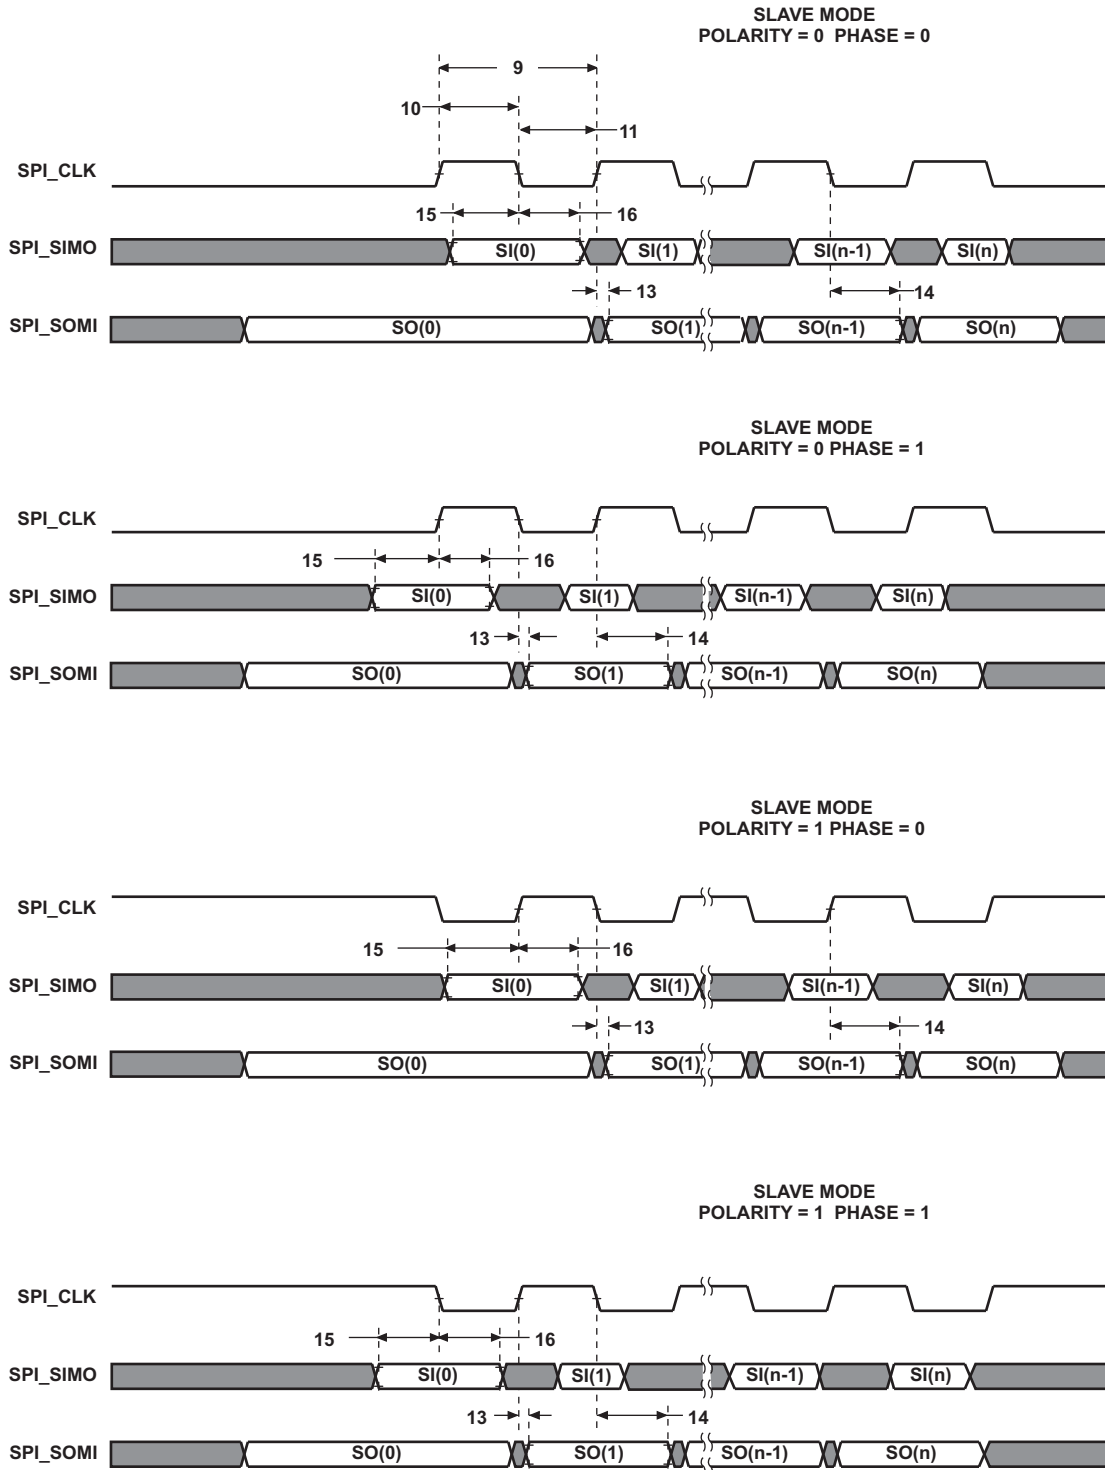 SLAVE MODE
POLARITY = 0 PHASE = 0
9
10
11
SPI_CLK
15
16
SPI_SIMO
SI(0)
SI(1)
SI(n-1)
SI(n)
13
14
SPI_SOMI
SO(0)
SO(1)
SO(n-1)
SO(n)
SLAVE MODE
POLARITY = 0 PHASE = 1
SPI_CLK
15
16
SPI_SIMO
SI(0)
SI(1)
SI(n-1)
SI(n)
13
14
SPI_SOMI
SO(0)
SO(1)
SO(n-1)
SO(n)
SLAVE MODE
POLARITY = 1 PHASE = 0
SPI_CLK
15
16
SPI_SIMO
SI(0)
SI(1)
SI(n-1)
SI(n)
13
14
SPI_SOMI
SO(0)
SO(1)
SO(n-1)
SO(n)
SLAVE MODE
POLARITY = 1 PHASE = 1
SPI_CLK
15
16
SPI_SIMO
SI(0)
SI(1)
SI(n-1)
SI(n)
13
14
SPI_SOMI
SO(0)
SO(1)
SO(n-1)
SO(n)